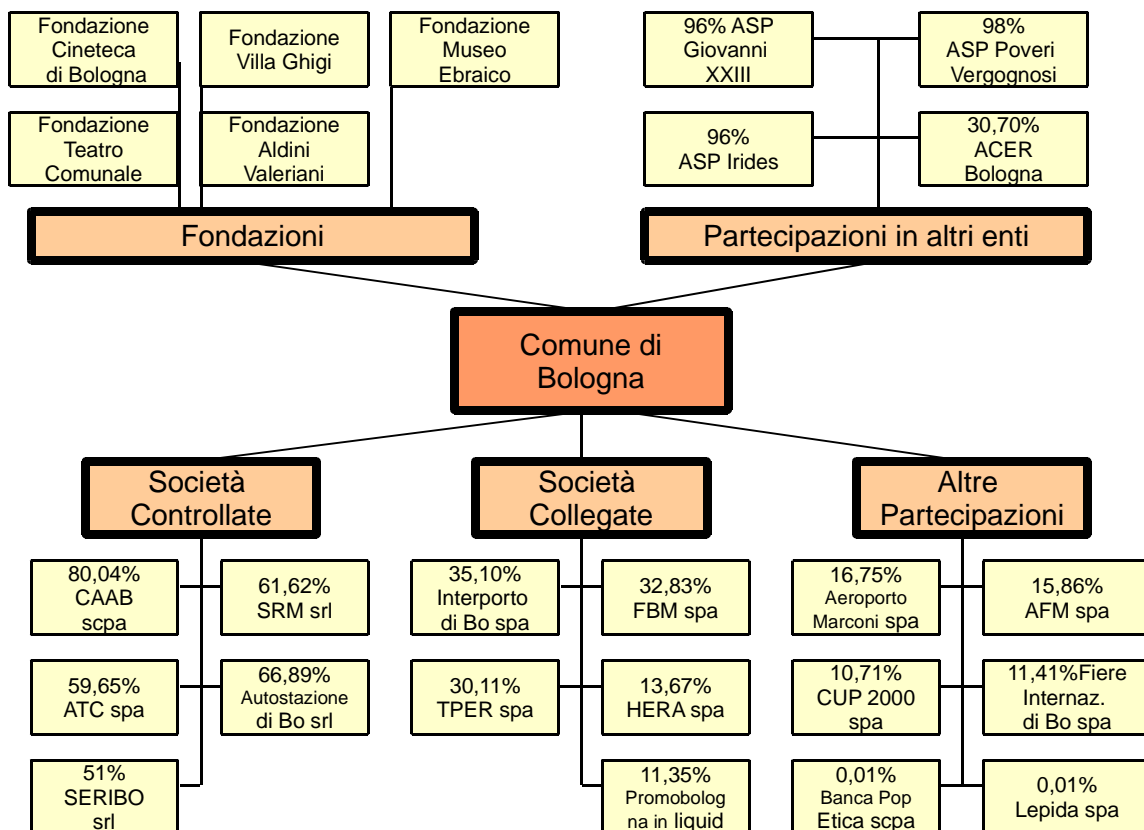 Fondazione
Cineteca
di Bologna
Fondazione
Villa Ghigi
Fondazione
Museo
Ebraico
96% ASP
Giovanni
XXIII
98%
ASP Poveri
Vergognosi
Fondazione
Teatro
Comunale
Fondazione
Aldini
Valeriani
96%
ASP Irides
30,70%
ACER
Bologna
Fondazioni
Partecipazioni in altri enti
Comune di
Bologna
Società
Controllate
Società
Collegate
Altre
Partecipazioni
80,04%
CAAB
scpa
61,62%
SRM srl
35,10%
Interporto
di Bo spa
32,83%
FBM spa
16,75%
Aeroporto
Marconi spa
15,86%
AFM spa
59,65%
ATC spa
66,89%
Autostazione
di Bo srl
30,11%
TPER spa
13,67%
HERA spa
10,71%
CUP 2000
spa
11,41%Fiere
Internaz.
di Bo spa
51%
SERIBO
srl
11,35%
Promobolog
na in liquid
0,01%
Banca Pop
Etica scpa
0,01%
Lepida spa